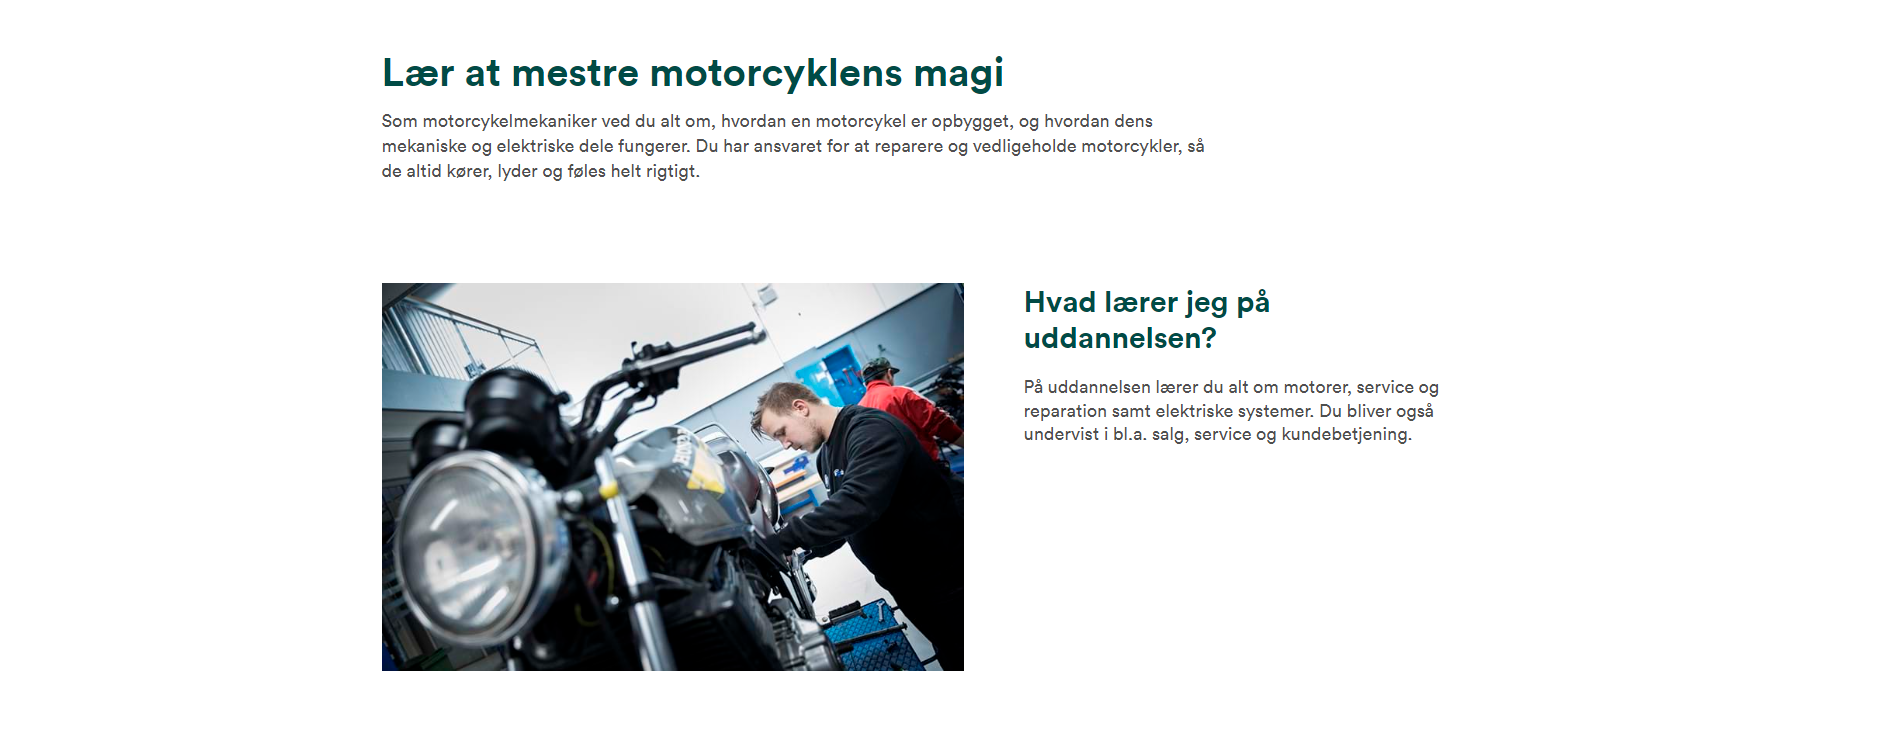 Lær at mestre motorcyklens magi
Som motorcykelmekaniker ved du alt om, hvordan en motorcykel er opbygget, og hvordan dens
mekaniske og elektriske dele fungerer. Du har ansvaret for at reparere og vedligeholde motorcykler, så
de altid kører, lyder og føles helt rigtigt.
HONDA
Hvad lærer jeg på
uddannelsen?
På uddannelsen lærer du alt om motorer, service og
reparation samt elektriske systemer. Du bliver også
undervist i bl.a. salg, service og kundebetjening.